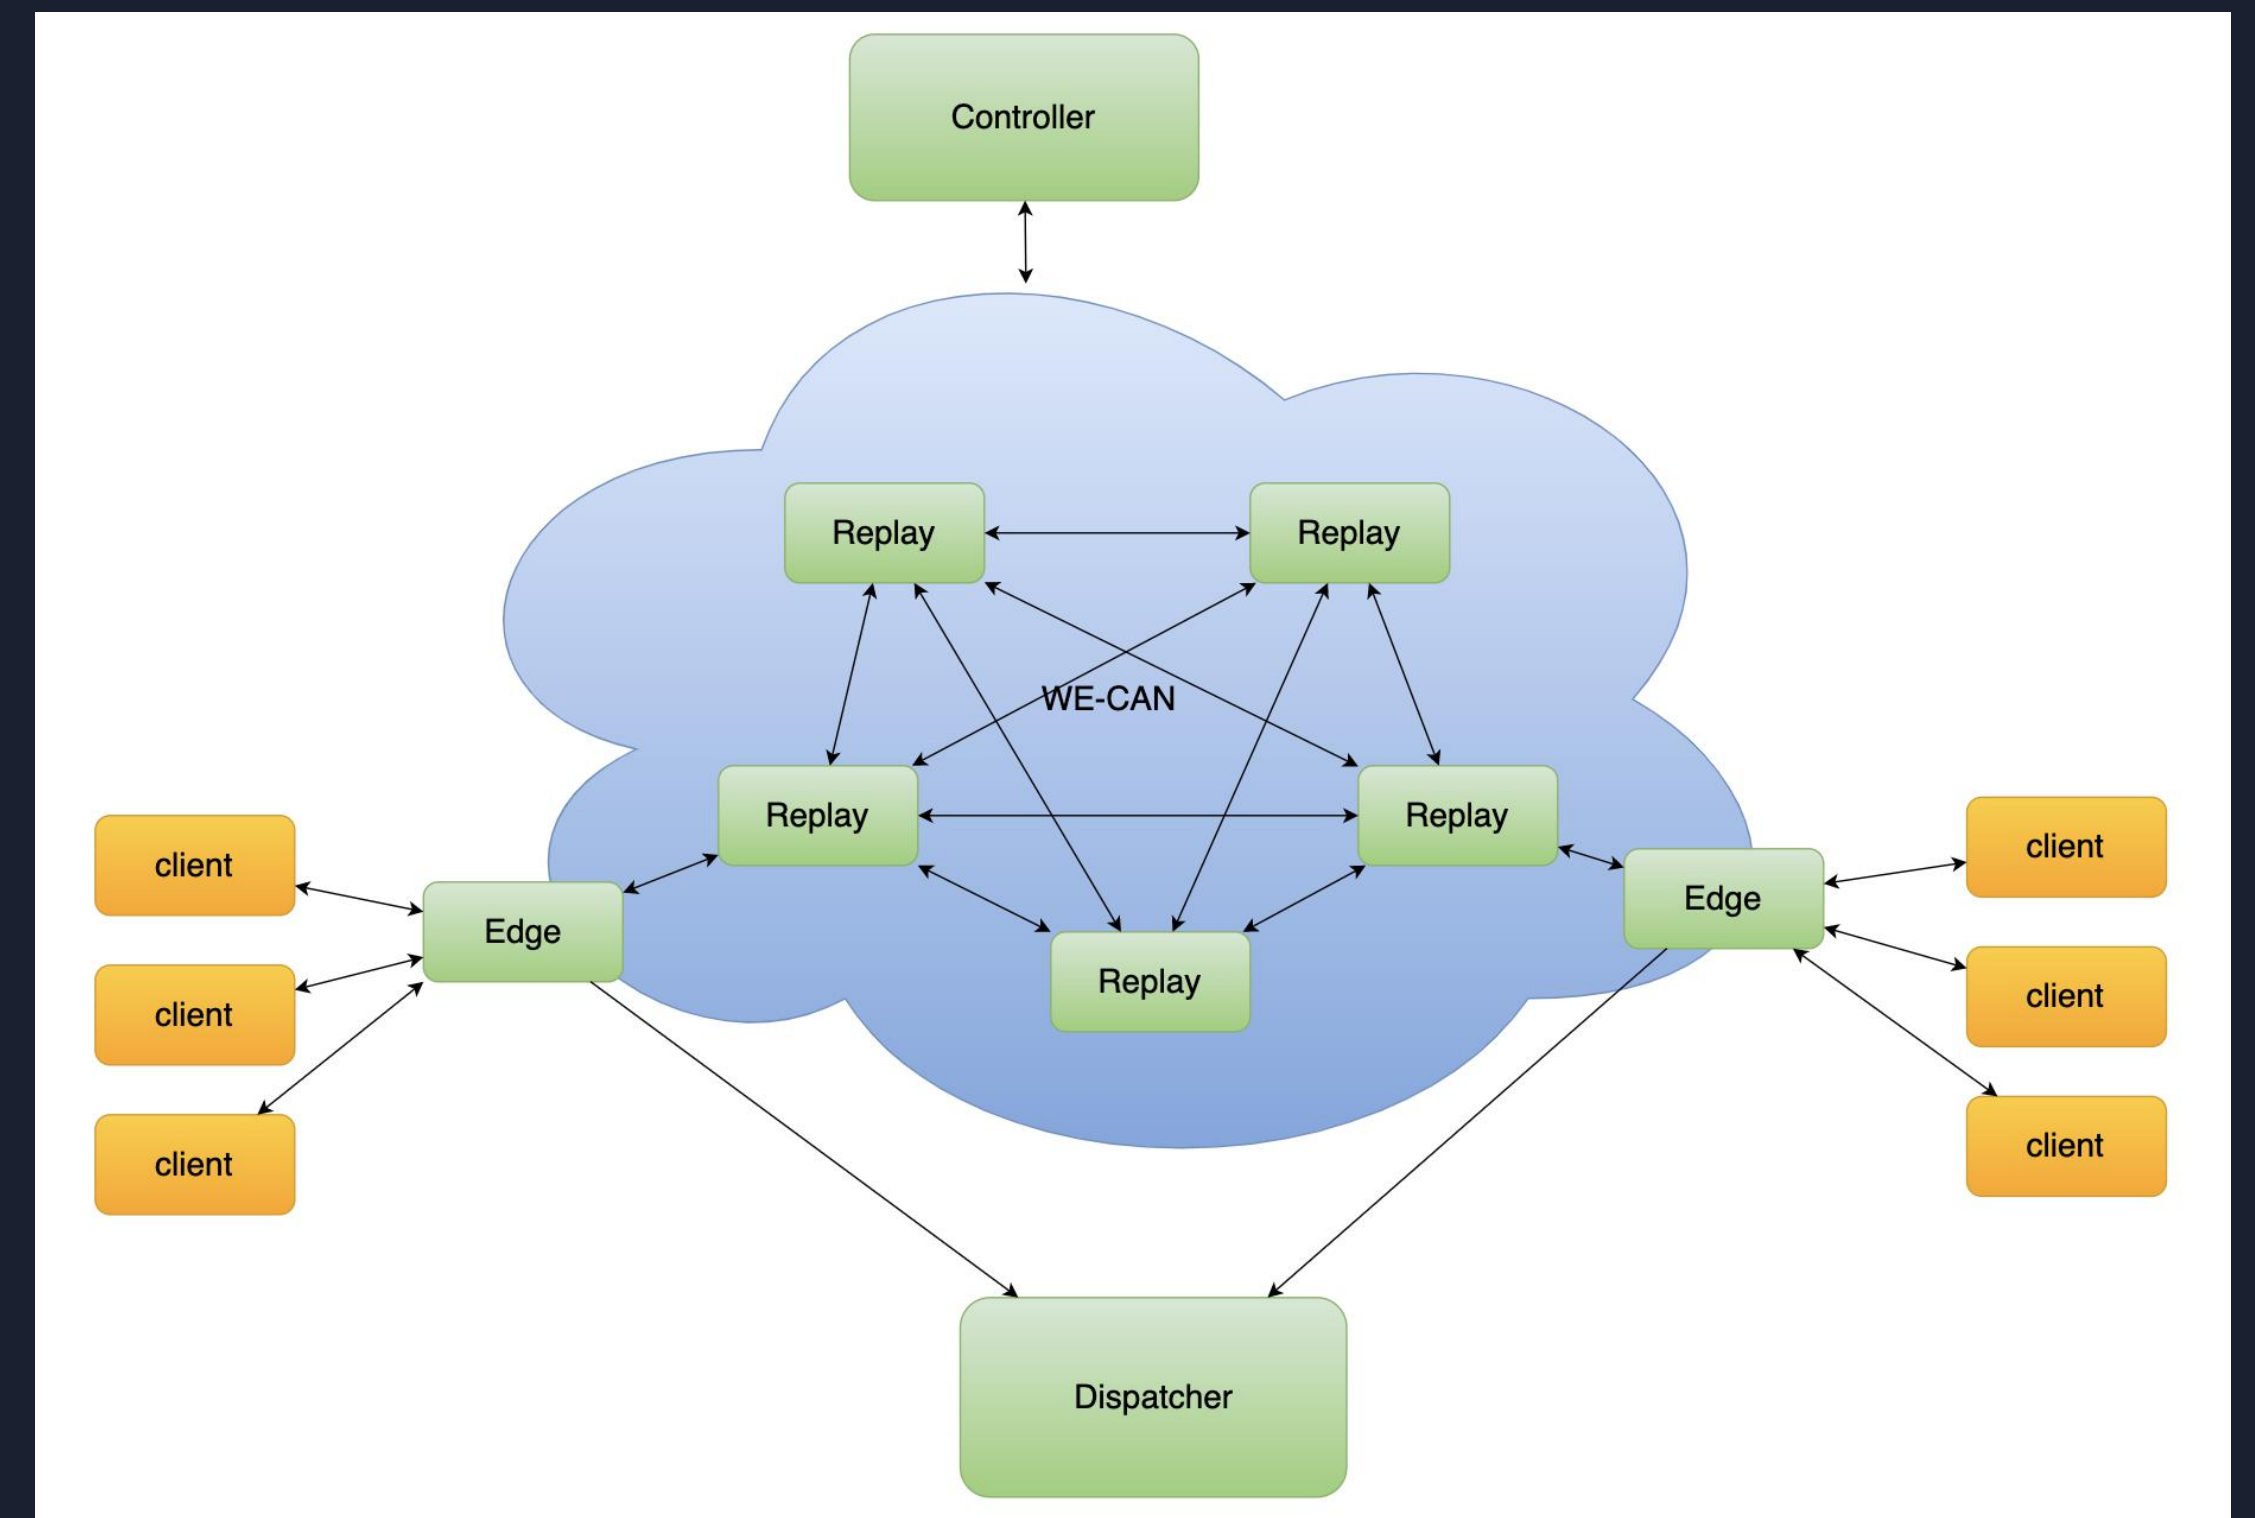 Controller
Replay
Replay
WE-CAN
Replay
Replay
client
client
Edge
Edge
Replay
client
client
client
client
Dispatcher